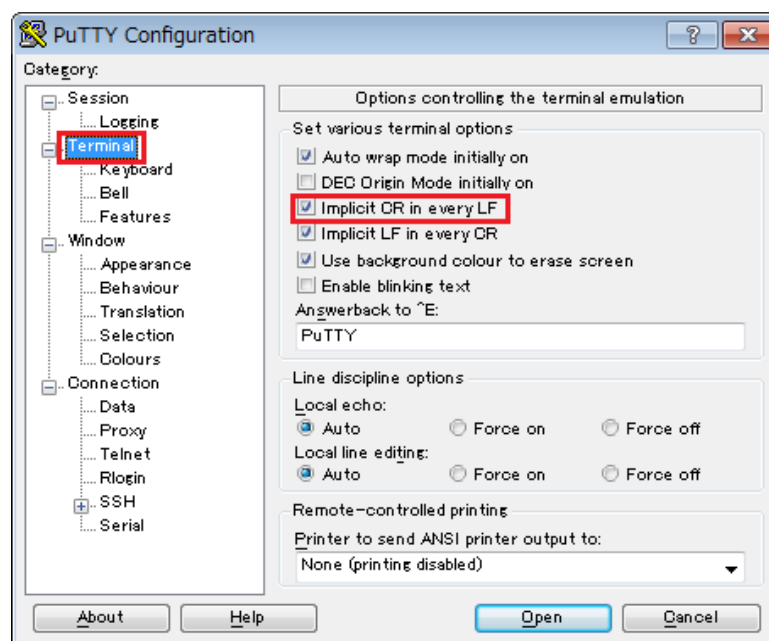 PuTTY Configuration
Category:
Session
Logging
Terminal
Keyboard
Bell
Features
Window
Appearance
Behaviour
Translation
Selection
Colours
Connection
Data
Proxy
Telnet
Rlogin
SSH
Serial
Options controlling the terminal emulation
Set various terminal options
Auto wrap mode initially on
DEC Origin Mode initially on
Implicit CR in every LF
Implicit LF in every CR
Use background colour to erase screen
Enable blinking text
Answerback to ^E:
PuTTY
Line discipline options
Local echo:
Auto Force on Force off
Local line editing:
Auto Force on Force off
Remote-controlled printing
Printer to send ANSI printer output to:
None (printing disabled)
About Help Open Cancel